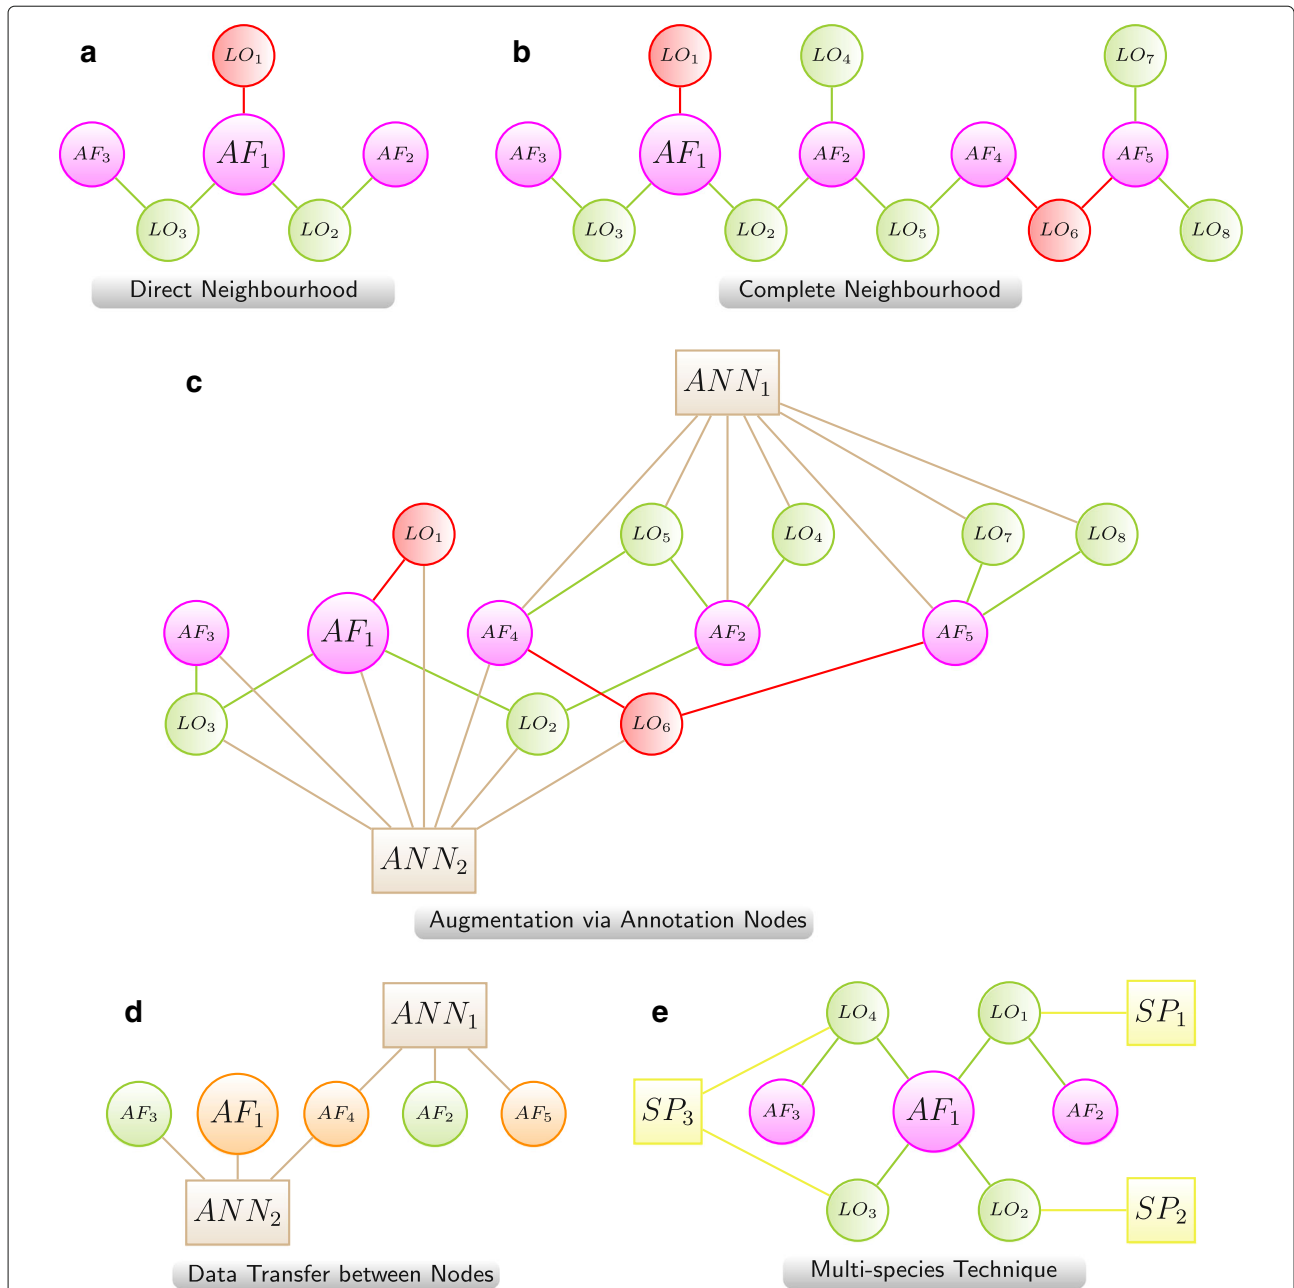 a
LO₁
AF₃ AF₁ AF₂
LO₃ LO₂
Direct Neighbourhood
b
LO₁ LO₄ LO₇
AF₃ AF₁ AF₂ AF₄ AF₅
LO₃ LO₂ LO₅ LO₆ LO₈
Complete Neighbourhood
c
ANN₁
LO₁ LO₅ LO₄ LO₇ LO₈
AF₃ AF₁ AF₄ AF₂ AF₅
LO₃ LO₂ LO₆
ANN₂
Augmentation via Annotation Nodes
d
ANN₁
AF₃ AF₁ AF₄ AF₂ AF₅
ANN₂
Data Transfer between Nodes
e
LO₄ LO₁ SP₁
SP₃ AF₃ AF₁ AF₂
LO₃ LO₂ SP₂
Multi-species Technique